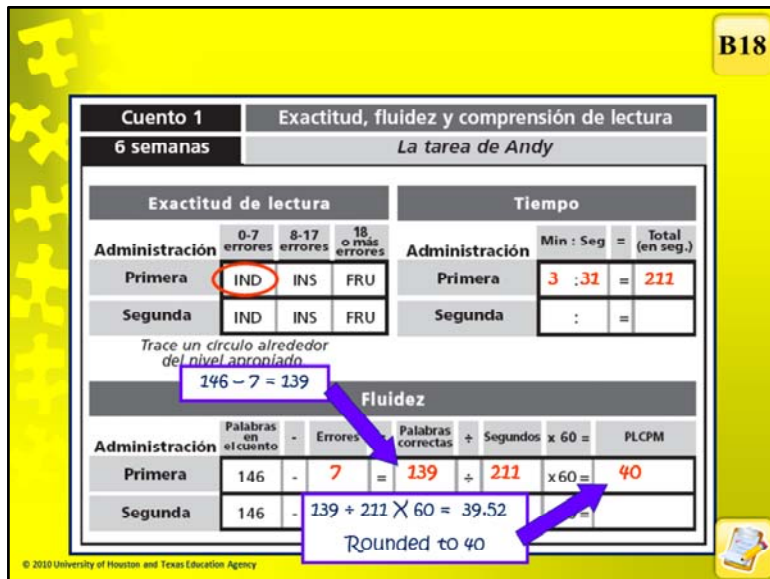 B18
Cuento 1 Exactitud, fluidez y comprensión de lectura
6 semanas La tarea de Andy
Exactitud de lectura
Administración 0-7 errores 8-17 errores 18 o más errores
Primera IND INS FRU
Segunda IND INS FRU
Trace un círculo alrededor
del nivel apropiado
Tiempo
Administración Min : Seg = Total (en seg.)
Primera 3 :31 = 211
Segunda : =
146 – 7 = 139
Fluidez
Administración Palabras en el cuento - Errores Palabras correctas ÷ Segundos x 60 = PLCPM
Primera 146 - 7 = 139 ÷ 211 x60= 40
Segunda 146 -
139 ÷ 211 X 60 = 39.52
Rounded to 40
© 2010 University of Houston and Texas Education Agency